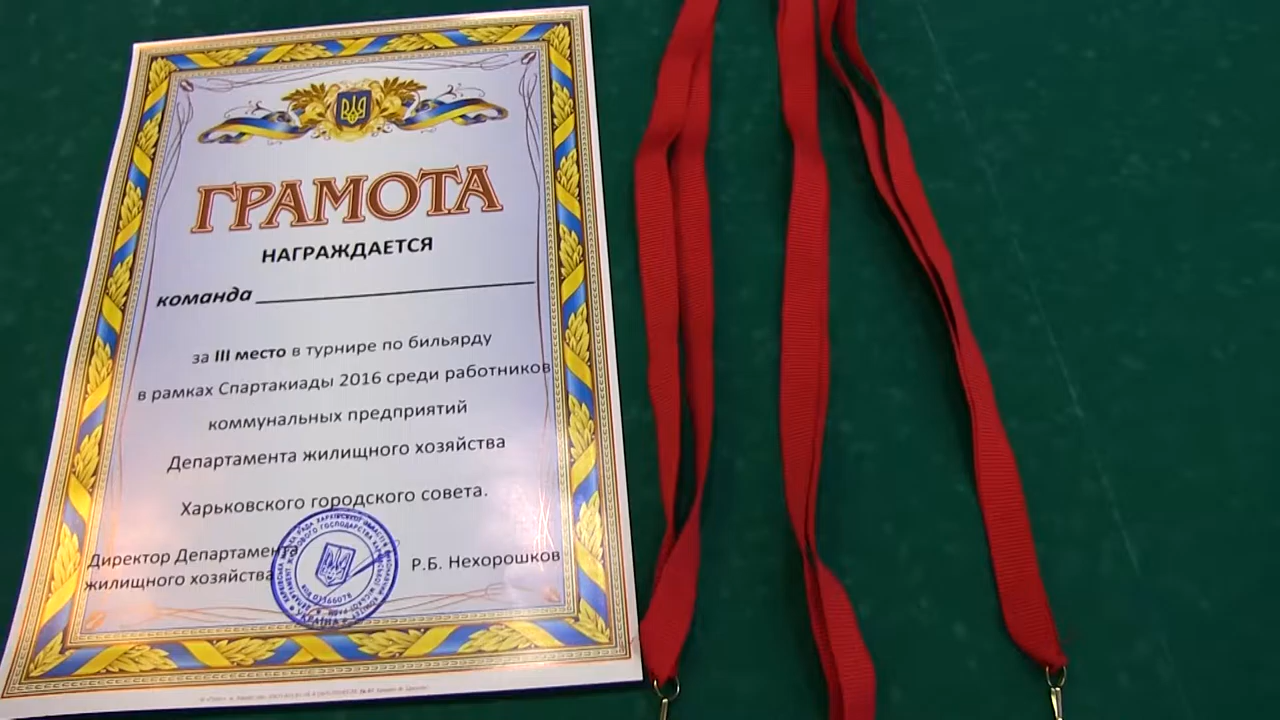 ГРАМОТА
НАГРАЖДАЕТСЯ
команда
за III место в турнире по бильярду
в рамках Спартакиады 2016 среди работников
коммунальных предприятий
Департамента жилищного хозяйства
Харьковского городского совета.
Директор Департамента
жилищного хозяйства
Р.Б. Нехорошков